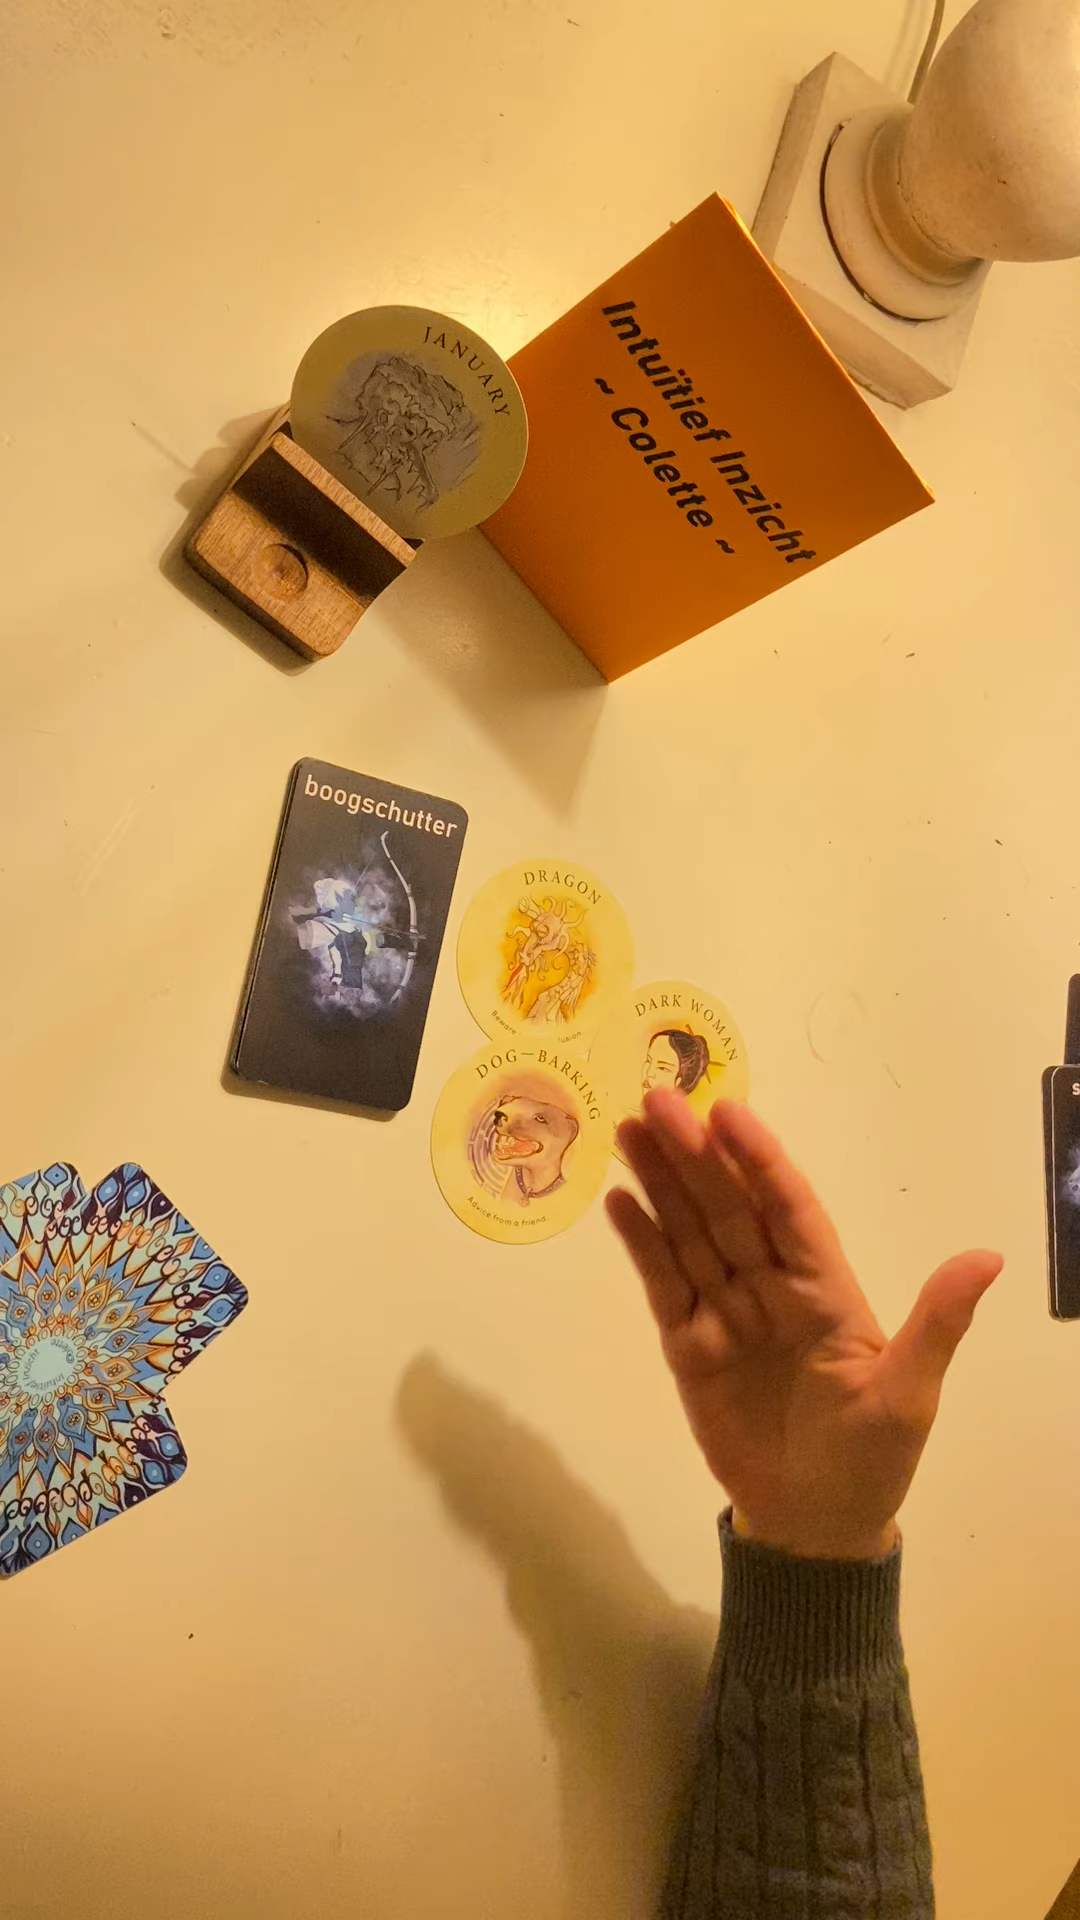 JANUARY
Intuïtief Inzicht
~ Colette ~
boogschutter
DRAGON
Beware
DARK WOMAN
DOG—BARKING
Advice from a friend.